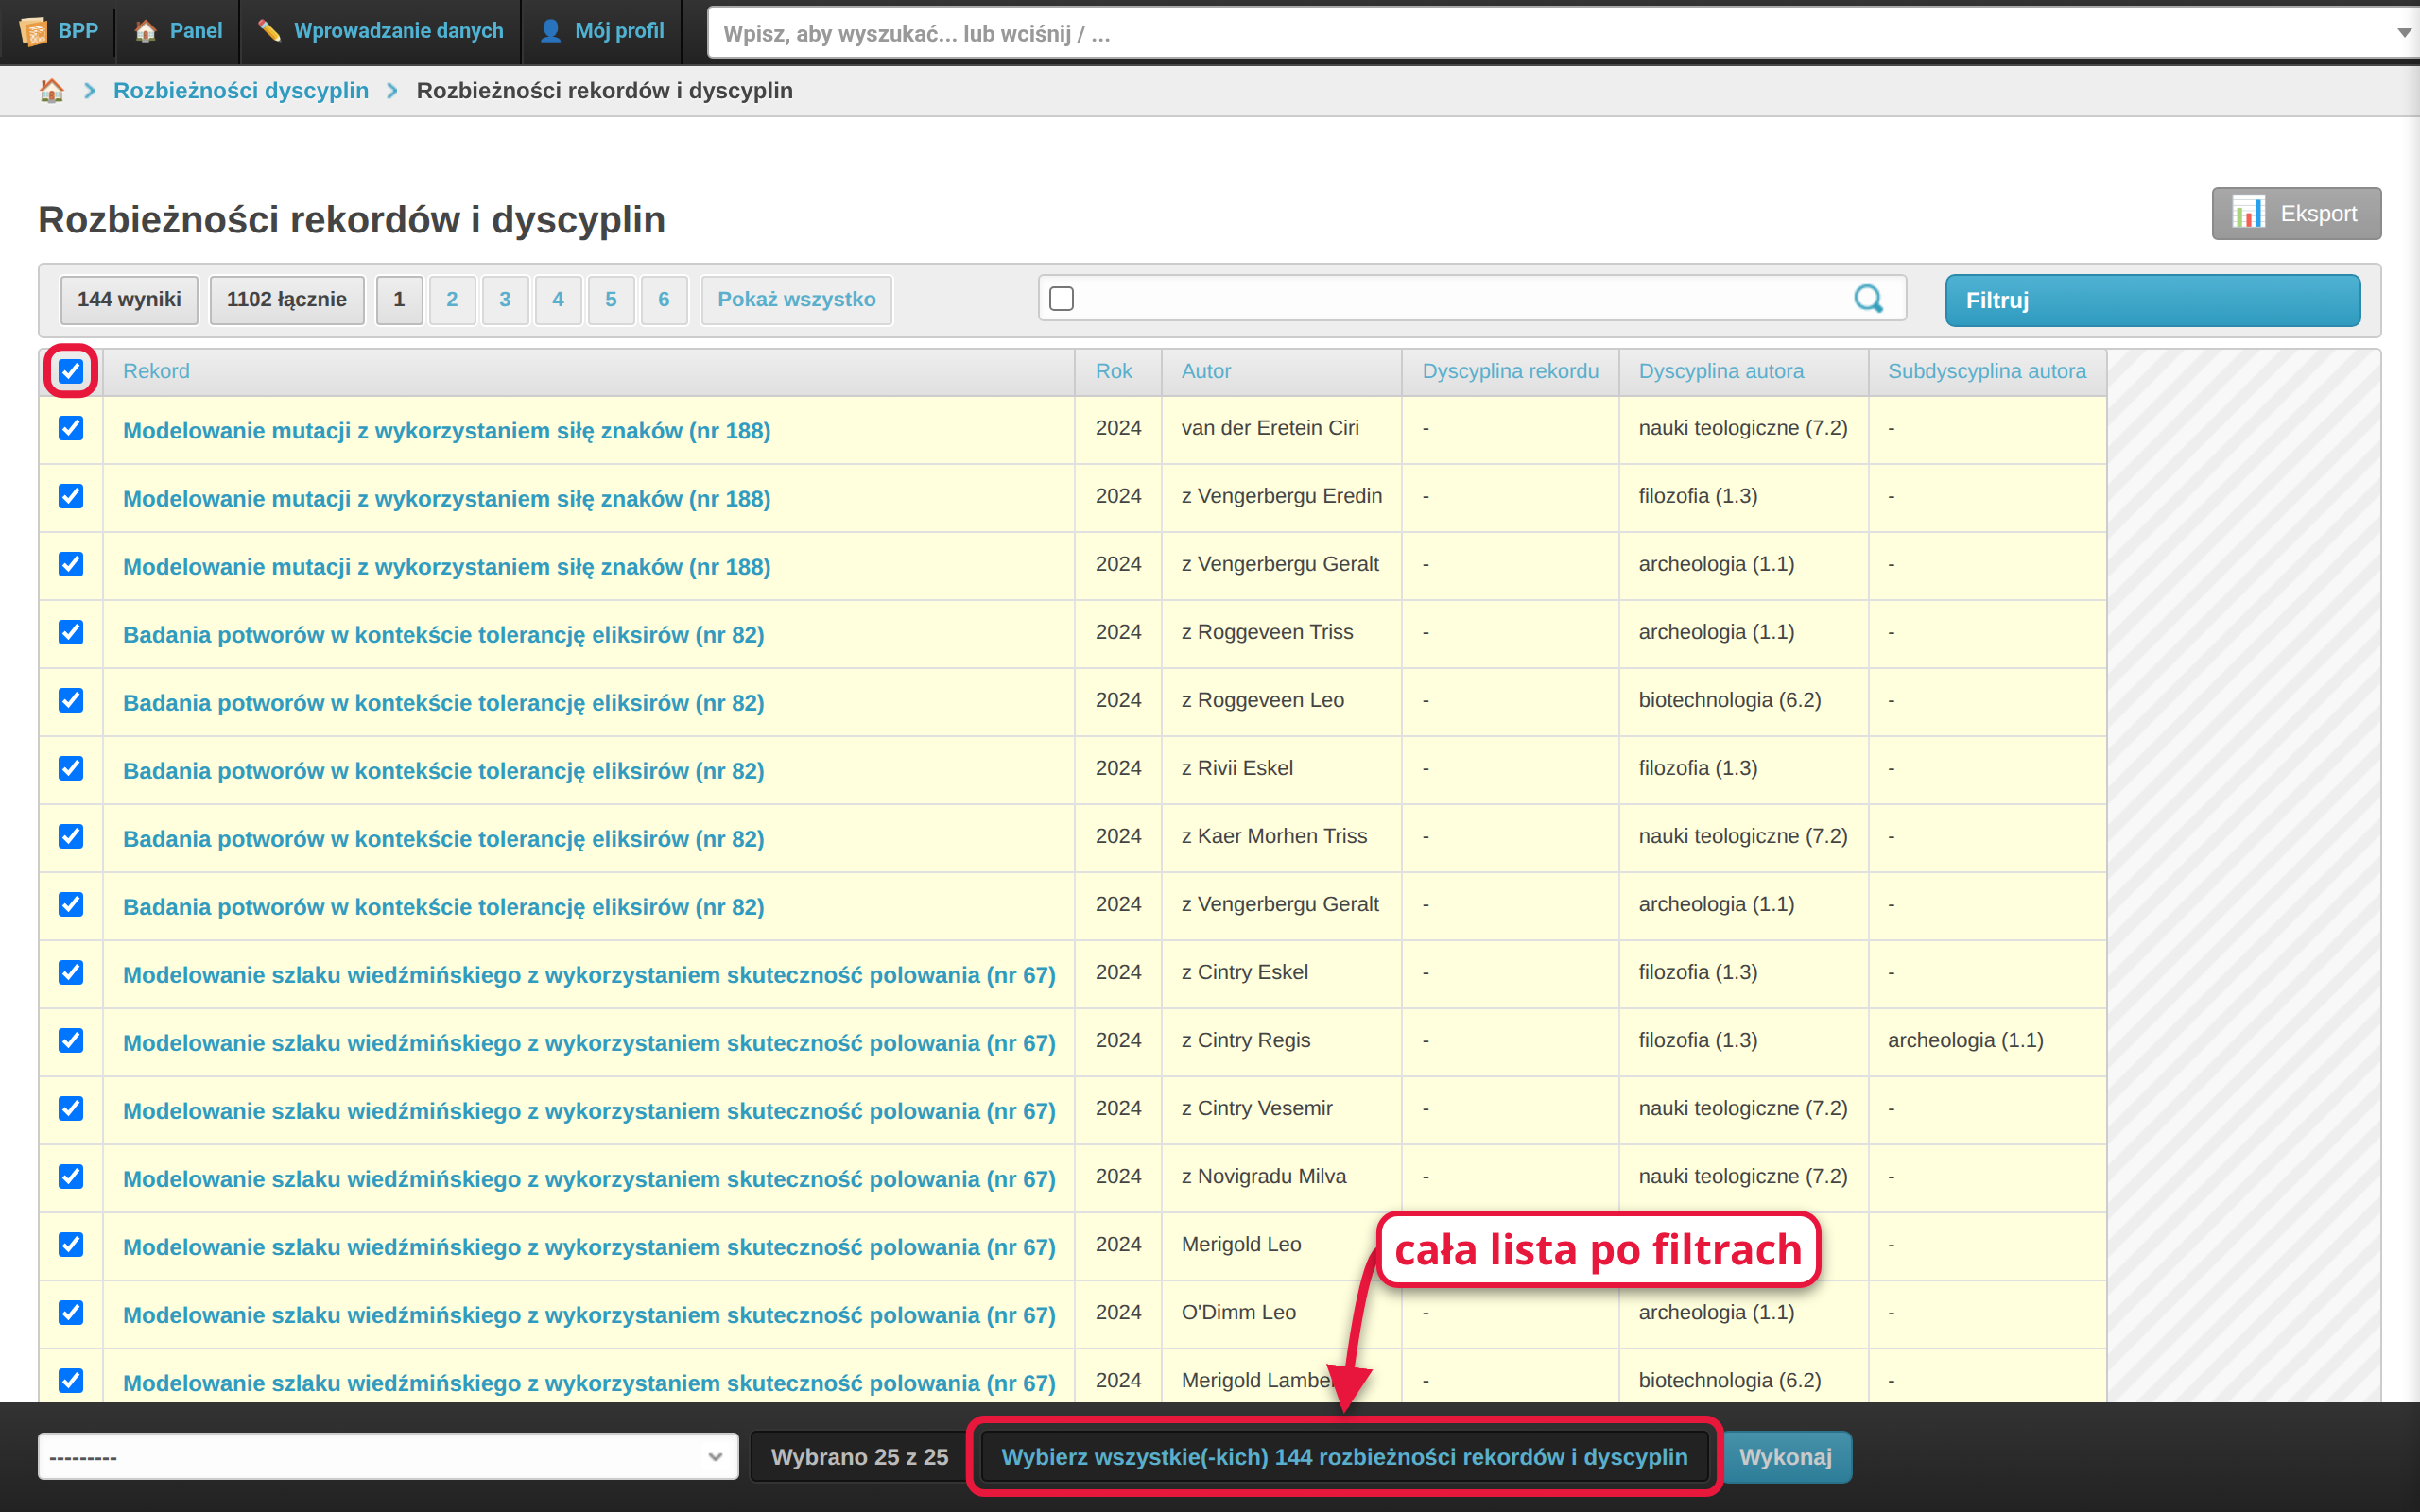 BPP Panel Wprowadzanie danych Mój profil Wpisz, aby wyszukać... lub wciśnij / ...
Rozbieżności dyscyplin Rozbieżności rekordów i dyscyplin
Rozbieżności rekordów i dyscyplin
Eksport
144 wyniki 1102 łącznie 1 2 3 4 5 6 Pokaż wszystko Filtruj
Rekord Rok Autor Dyscyplina rekordu Dyscyplina autora Subdyscyplina autora
Modelowanie mutacji z wykorzystaniem siłę znaków (nr 188) 2024 van der Eretein Ciri - nauki teologiczne (7.2) -
Modelowanie mutacji z wykorzystaniem siłę znaków (nr 188) 2024 z Vengerbergu Eredin - filozofia (1.3) -
Modelowanie mutacji z wykorzystaniem siłę znaków (nr 188) 2024 z Vengerbergu Geralt - archeologia (1.1) -
Badania potworów w kontekście tolerancję eliksirów (nr 82) 2024 z Roggeveen Triss - archeologia (1.1) -
Badania potworów w kontekście tolerancję eliksirów (nr 82) 2024 z Roggeveen Leo - biotechnologia (6.2) -
Badania potworów w kontekście tolerancję eliksirów (nr 82) 2024 z Rivii Eskel - filozofia (1.3) -
Badania potworów w kontekście tolerancję eliksirów (nr 82) 2024 z Kaer Morhen Triss - nauki teologiczne (7.2) -
Badania potworów w kontekście tolerancję eliksirów (nr 82) 2024 z Vengerbergu Geralt - archeologia (1.1) -
Modelowanie szlaku wiedźmińskiego z wykorzystaniem skuteczność polowania (nr 67) 2024 z Cintry Eskel - filozofia (1.3) -
Modelowanie szlaku wiedźmińskiego z wykorzystaniem skuteczność polowania (nr 67) 2024 z Cintry Regis - filozofia (1.3) archeologia (1.1)
Modelowanie szlaku wiedźmińskiego z wykorzystaniem skuteczność polowania (nr 67) 2024 z Cintry Vesemir - nauki teologiczne (7.2) -
Modelowanie szlaku wiedźmińskiego z wykorzystaniem skuteczność polowania (nr 67) 2024 z Novigradu Milva - nauki teologiczne (7.2) -
Modelowanie szlaku wiedźmińskiego z wykorzystaniem skuteczność polowania (nr 67) 2024 Merigold Leo -
cała lista po filtrach
Modelowanie szlaku wiedźmińskiego z wykorzystaniem skuteczność polowania (nr 67) 2024 O'Dimm Leo - archeologia (1.1) -
Modelowanie szlaku wiedźmińskiego z wykorzystaniem skuteczność polowania (nr 67) 2024 Merigold - biotechnologia (6.2) -
--------- Wybrano 25 z 25 Wybierz wszystkie(-kich) 144 rozbieżności rekordów i dyscyplin Wykonaj